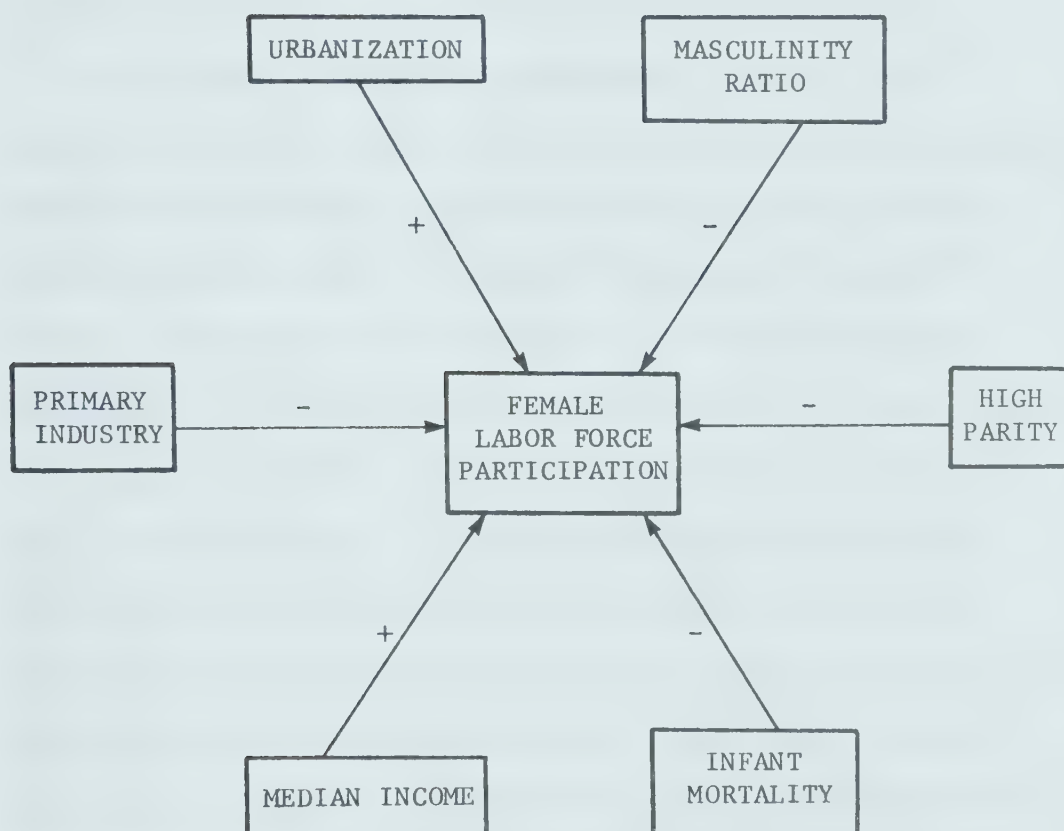 URBANIZATION
MASCULINITY
RATIO
+
-
PRIMARY
INDUSTRY
-
FEMALE
LABOR FORCE
PARTICIPATION
-
HIGH
PARITY
+
-
MEDIAN INCOME
INFANT
MORTALITY